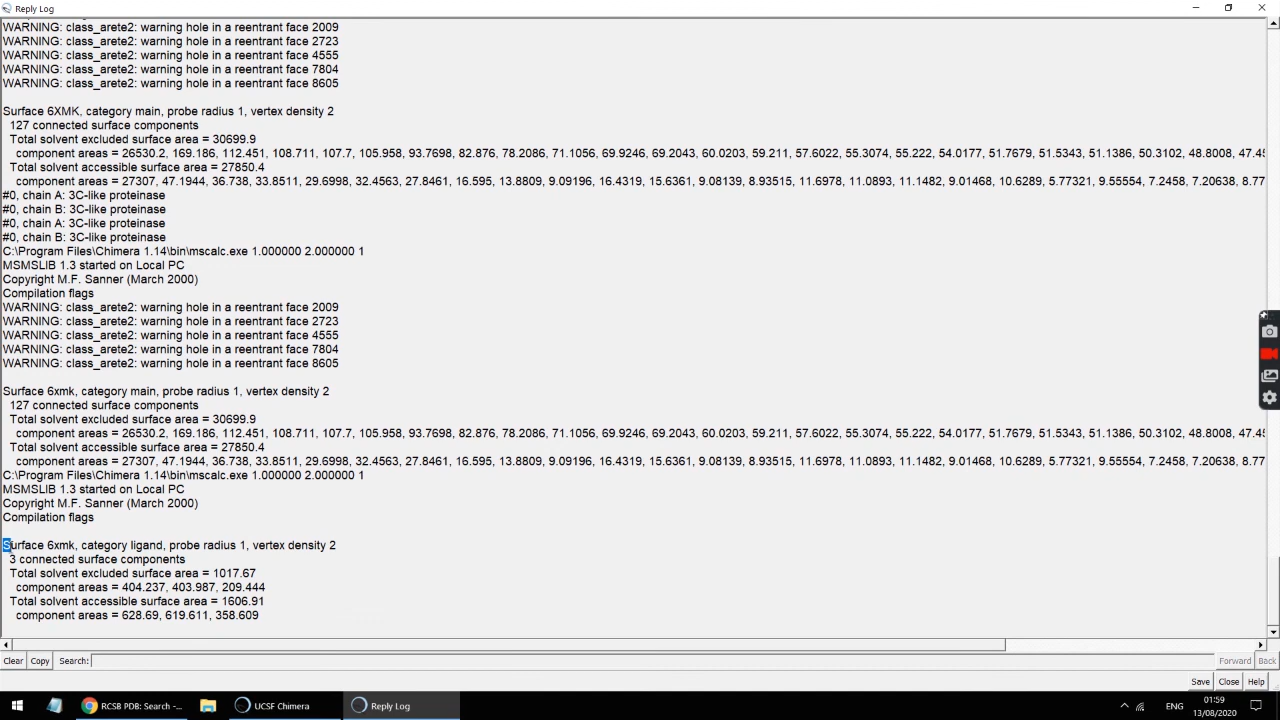 Reply Log
WARNING: class_arete2: warning hole in a reentrant face 2009
WARNING: class_arete2: warning hole in a reentrant face 2723
WARNING: class_arete2: warning hole in a reentrant face 4555
WARNING: class_arete2: warning hole in a reentrant face 7804
WARNING: class_arete2: warning hole in a reentrant face 8605
Surface 6XMK, category main, probe radius 1, vertex density 2
127 connected surface components
Total solvent excluded surface area = 30699.9
component areas = 26530.2, 169.186, 112.451, 108.711, 107.7, 105.958, 93.7698, 82.876, 78.2086, 71.1056, 69.9246, 69.2043, 60.0203, 59.211, 57.6022, 55.3074, 55.222, 54.0177, 51.7679, 51.5343, 51.1386, 50.3102, 48.8008, 47.45
Total solvent accessible surface area = 27850.4
component areas = 27307, 47.1944, 36.738, 33.8511, 29.6998, 32.4563, 27.8461, 16.595, 13.8809, 9.09196, 16.4319, 15.6361, 9.08139, 8.93515, 11.6978, 11.0893, 11.1482, 9.01468, 10.6289, 5.77321, 9.55554, 7.2458, 7.20638, 8.77
#0, chain A: 3C-like proteinase
#0, chain B: 3C-like proteinase
#0, chain A: 3C-like proteinase
#0, chain B: 3C-like proteinase
C:\Program Files\Chimera 1.14\bin\mscalc.exe 1.000000 2.000000 1
MSMSLIB 1.3 started on Local PC
Copyright M.F. Sanner (March 2000)
Compilation flags
WARNING: class_arete2: warning hole in a reentrant face 2009
WARNING: class_arete2: warning hole in a reentrant face 2723
WARNING: class_arete2: warning hole in a reentrant face 4555
WARNING: class_arete2: warning hole in a reentrant face 7804
WARNING: class_arete2: warning hole in a reentrant face 8605
Surface 6xmk, category main, probe radius 1, vertex density 2
127 connected surface components
Total solvent excluded surface area = 30699.9
component areas = 26530.2, 169.186, 112.451, 108.711, 107.7, 105.958, 93.7698, 82.876, 78.2086, 71.1056, 69.9246, 69.2043, 60.0203, 59.211, 57.6022, 55.3074, 55.222, 54.0177, 51.7679, 51.5343, 51.1386, 50.3102, 48.8008, 47.45
Total solvent accessible surface area = 27850.4
component areas = 27307, 47.1944, 36.738, 33.8511, 29.6998, 32.4563, 27.8461, 16.595, 13.8809, 9.09196, 16.4319, 15.6361, 9.08139, 8.93515, 11.6978, 11.0893, 11.1482, 9.01468, 10.6289, 5.77321, 9.55554, 7.2458, 7.20638, 8.77
C:\Program Files\Chimera 1.14\bin\mscalc.exe 1.000000 2.000000 1
MSMSLIB 1.3 started on Local PC
Copyright M.F. Sanner (March 2000)
Compilation flags
Surface 6xmk, category ligand, probe radius 1, vertex density 2
3 connected surface components
Total solvent excluded surface area = 1017.67
component areas = 404.237, 403.987, 209.444
Total solvent accessible surface area = 1606.91
component areas = 628.69, 619.611, 358.609
Clear Copy Search: Forward Back
Save Close Help
RCSB PDB: Search -... UCSF Chimera Reply Log ENG 01:59
13/08/2020